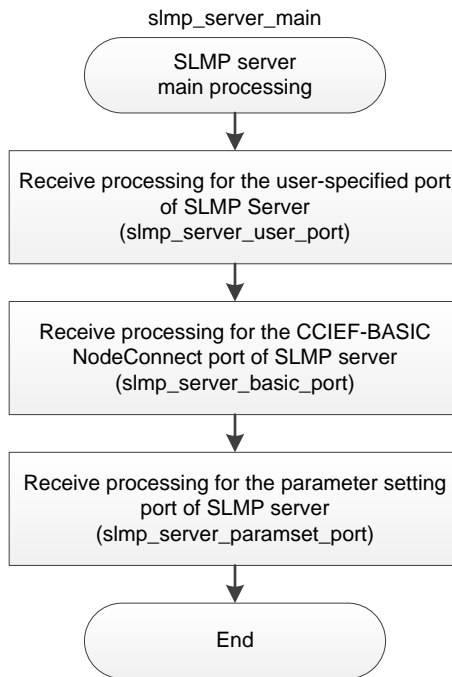 slmp_server_main
SLMP server
main processing
Receive processing for the user-specified port
of SLMP Server
(slmp_server_user_port)
Receive processing for the CCIEF-BASIC
NodeConnect port of SLMP server
(slmp_server_basic_port)
Receive processing for the parameter setting
port of SLMP server
(slmp_server_paramset_port)
End